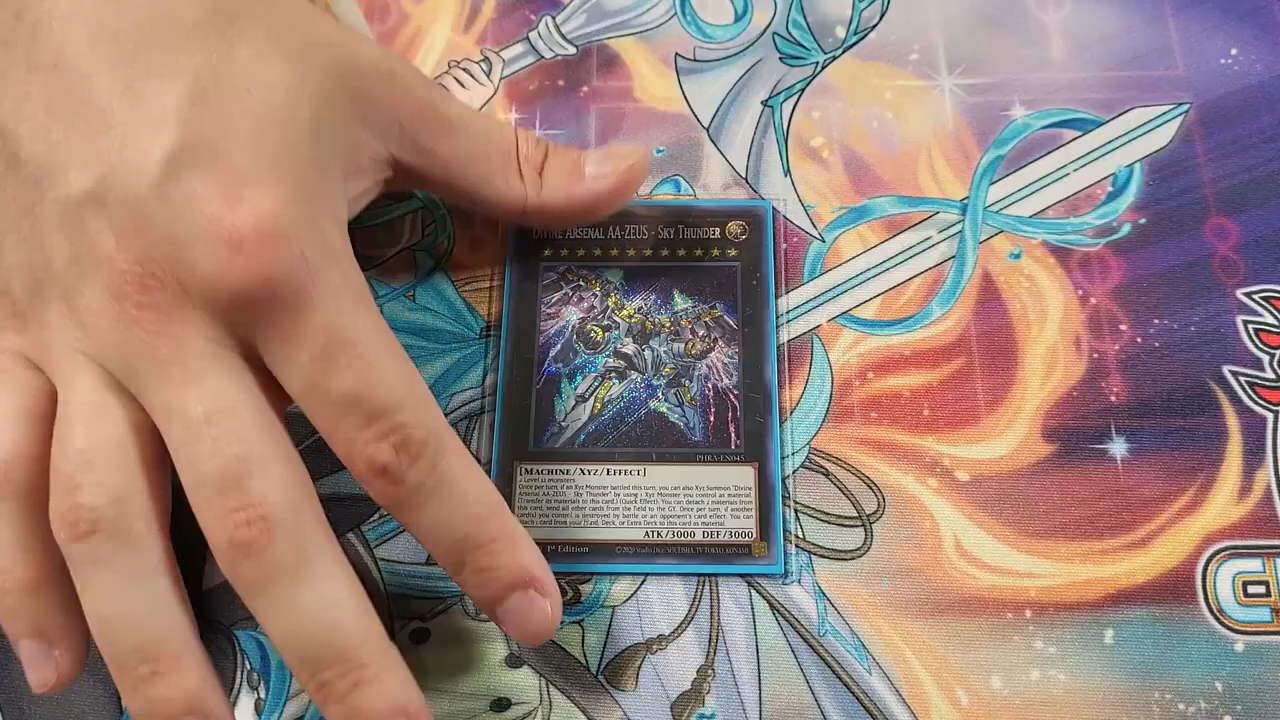 DIVINE ARSENAL AA-ZEUS - SKY THUNDER
PHRA-EN045
[MACHINE/XYZ/EFFECT]
2 Level 12 monsters
Once per turn, if an Xyz Monster battled this turn, you can also Xyz Summon "Divine
Arsenal AA-ZEUS - Sky Thunder" by using 1 Xyz Monster you control as material.
(Transfer its materials to this card.) (Quick Effect): You can detach 2 materials from
this card; send all other cards from the field to the GY. Once per turn, if another
card(s) you control is destroyed by battle or an opponent's card effect: You can
attach 1 card from your hand, Deck, or Extra Deck to this card as material.
ATK/3000 DEF/3000
1st Edition ©2020 Studio Dice/SHUEISHA, TV TOKYO, KONAMI